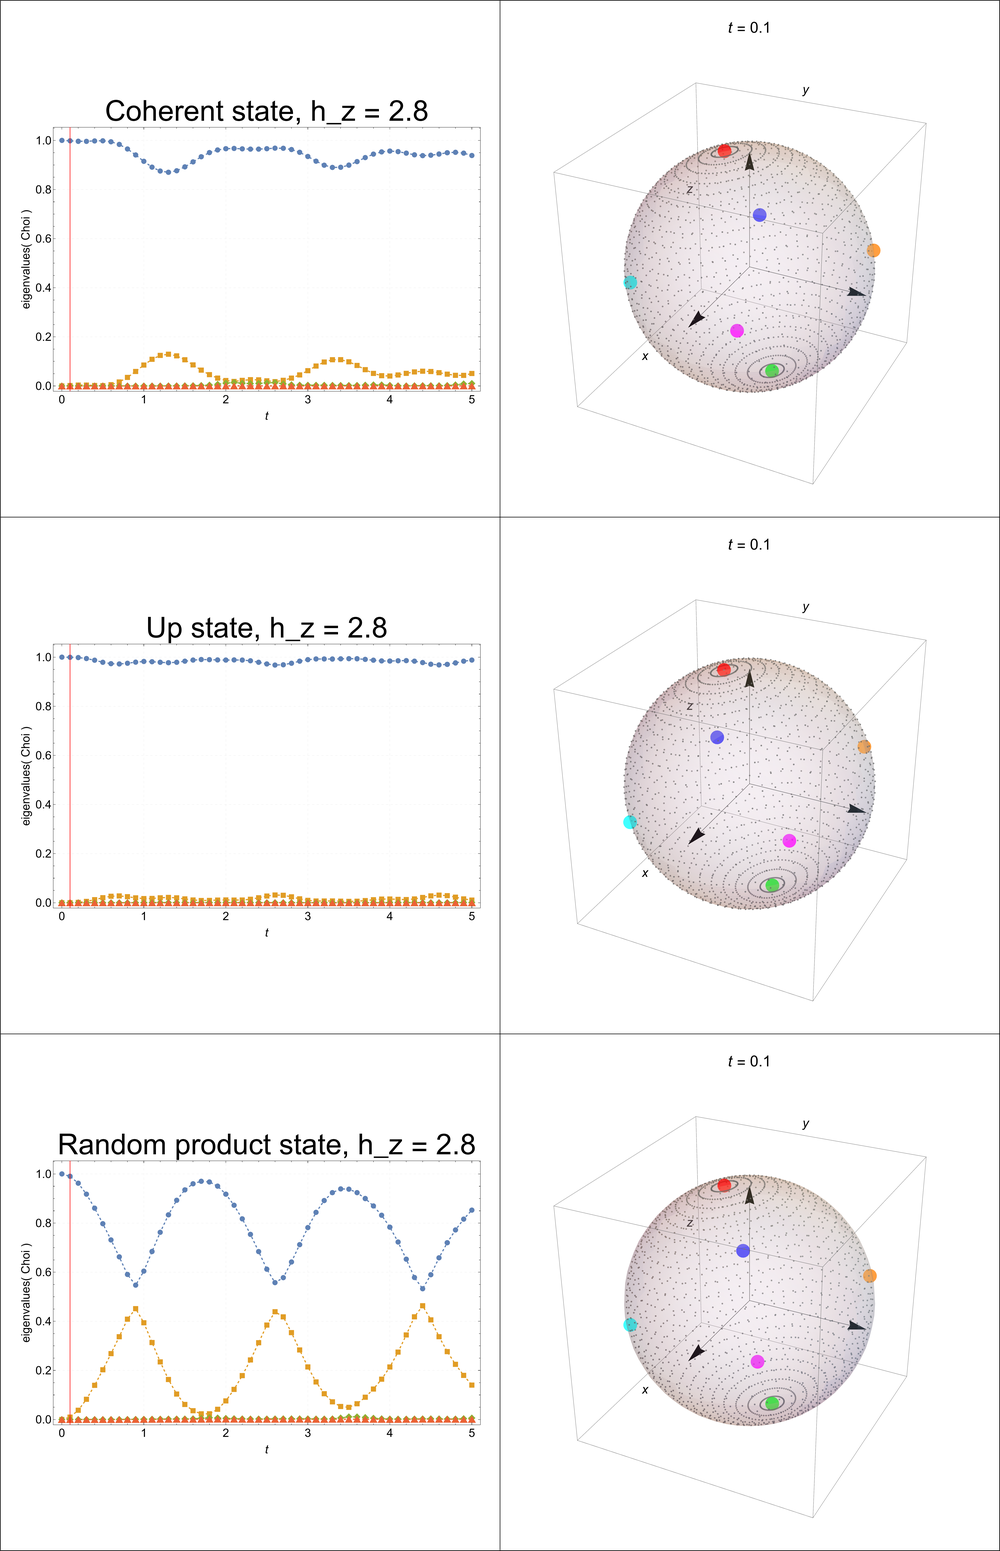 Coherent state, h_z = 2.8
eigenvalues( Choi )
1.0
0.8
0.6
0.4
0.2
0.0
0 1 2 3 4 5
t
t = 0.1
y
z
x
Up state, h_z = 2.8
eigenvalues( Choi )
1.0
0.8
0.6
0.4
0.2
0.0
0 1 2 3 4 5
t
t = 0.1
y
z
x
Random product state, h_z = 2.8
eigenvalues( Choi )
1.0
0.8
0.6
0.4
0.2
0.0
0 1 2 3 4 5
t
t = 0.1
y
z
x